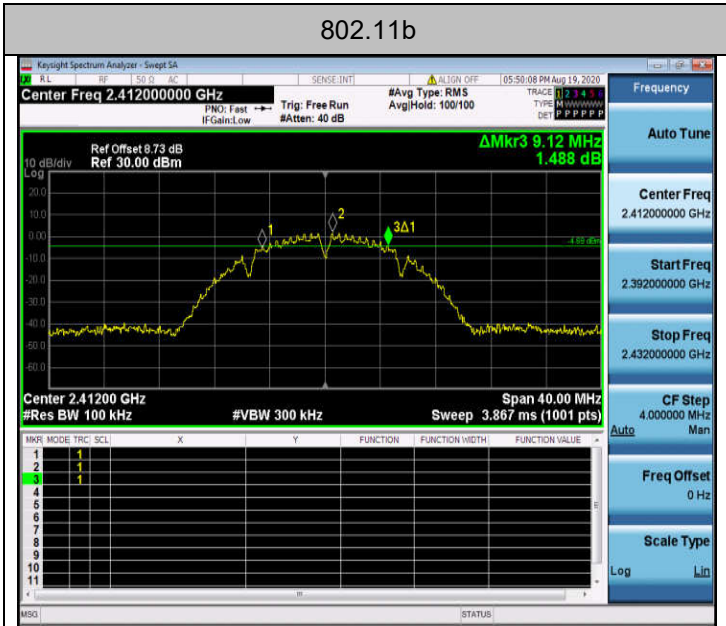 802.11b
Keysight Spectrum Analyzer - Swept SA
RL RF 50 Ω AC SENSE:INT ALIGN OFF 05:50:08 PM Aug 19, 2020
Center Freq 2.412000000 GHz
PNO: Fast
IFGain:Low
Trig: Free Run
#Atten: 40 dB
#Avg Type: RMS
Avg|Hold: 100/100
TRACE 1 2 3 4 5 6
TYPE M WWWWW
DET P P P P P P
Ref Offset 8.73 dB
Ref 30.00 dBm
10 dB/div
Log
ΔMkr3 9.12 MHz
1.488 dB
20.0
10.0
0.00
-10.0
-20.0
-30.0
-40.0
-50.0
-60.0
1
2
3Δ1
-4.69 dBm
Center 2.41200 GHz
Span 40.00 MHz
#Res BW 100 kHz
#VBW 300 kHz
Sweep 3.867 ms (1001 pts)
MKR MODE TRC SCL X Y FUNCTION FUNCTION WIDTH FUNCTION VALUE
1 1
2 1
3 1
4
5
6
7
8
9
10
11
MSG
STATUS
Frequency
Auto Tune
Center Freq
2.412000000 GHz
Start Freq
2.392000000 GHz
Stop Freq
2.432000000 GHz
CF Step
4.000000 MHz
Auto Man
Freq Offset
0 Hz
Scale Type
Log Lin